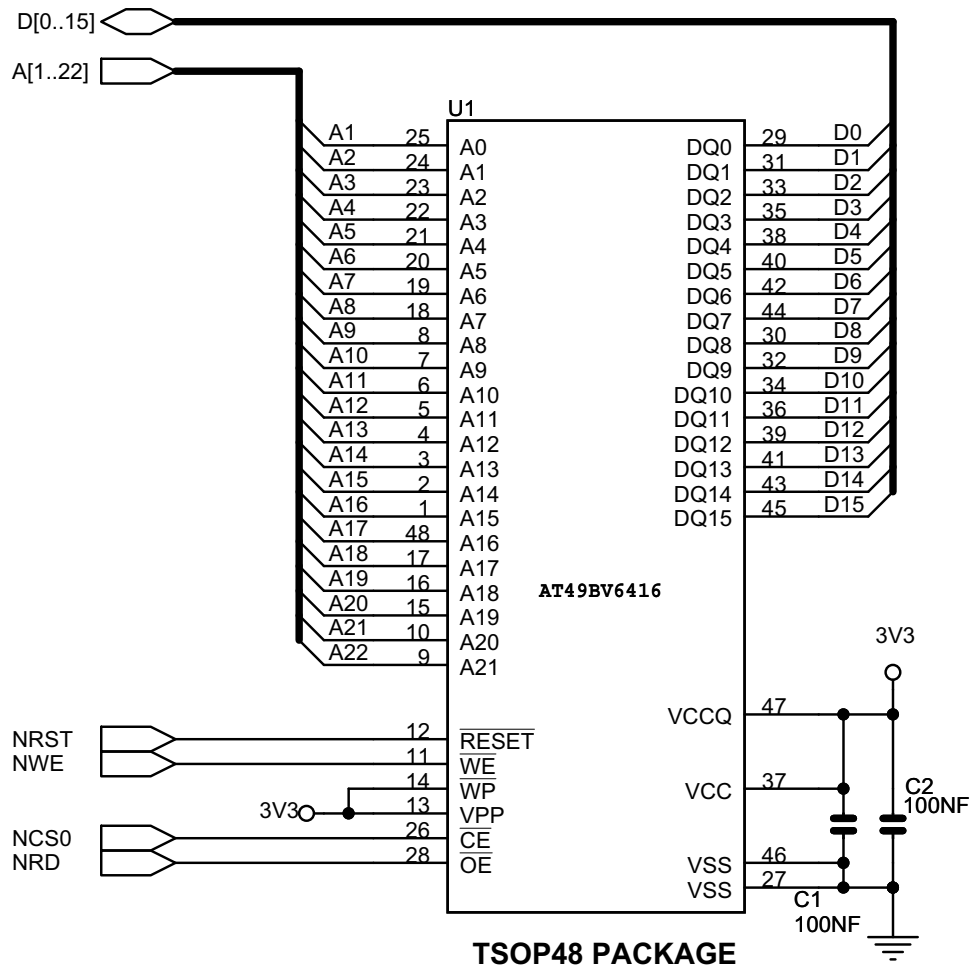 D[0..15]
A[1..22]
U1
A1 25 A0 DQ0 29 D0
A2 24 A1 DQ1 31 D1
A3 23 A2 DQ2 33 D2
A4 22 A3 DQ3 35 D3
A5 21 A4 DQ4 38 D4
A6 20 A5 DQ5 40 D5
A7 19 A6 DQ6 42 D6
A8 18 A7 DQ7 44 D7
A9 8 A8 DQ8 30 D8
A10 7 A9 DQ9 32 D9
A11 6 A10 DQ10 34 D10
A12 5 A11 DQ11 36 D11
A13 4 A12 DQ12 39 D12
A14 3 A13 DQ13 41 D13
A15 2 A14 DQ14 43 D14
A16 1 A15 DQ15 45 D15
A17 48 A16
A18 17 A17
A19 16 A18
A20 15 A19
A21 10 A20
A22 9 A21
AT49BV6416
3V3
VCCQ 47
NRST 12 RESET
NWE 11 WE
14 WP
VCC 37
C2
100NF
3V3 13 VPP
NCS0 26 CE
NRD 28 OE
VSS 46
VSS 27
C1
100NF
TSOP48 PACKAGE